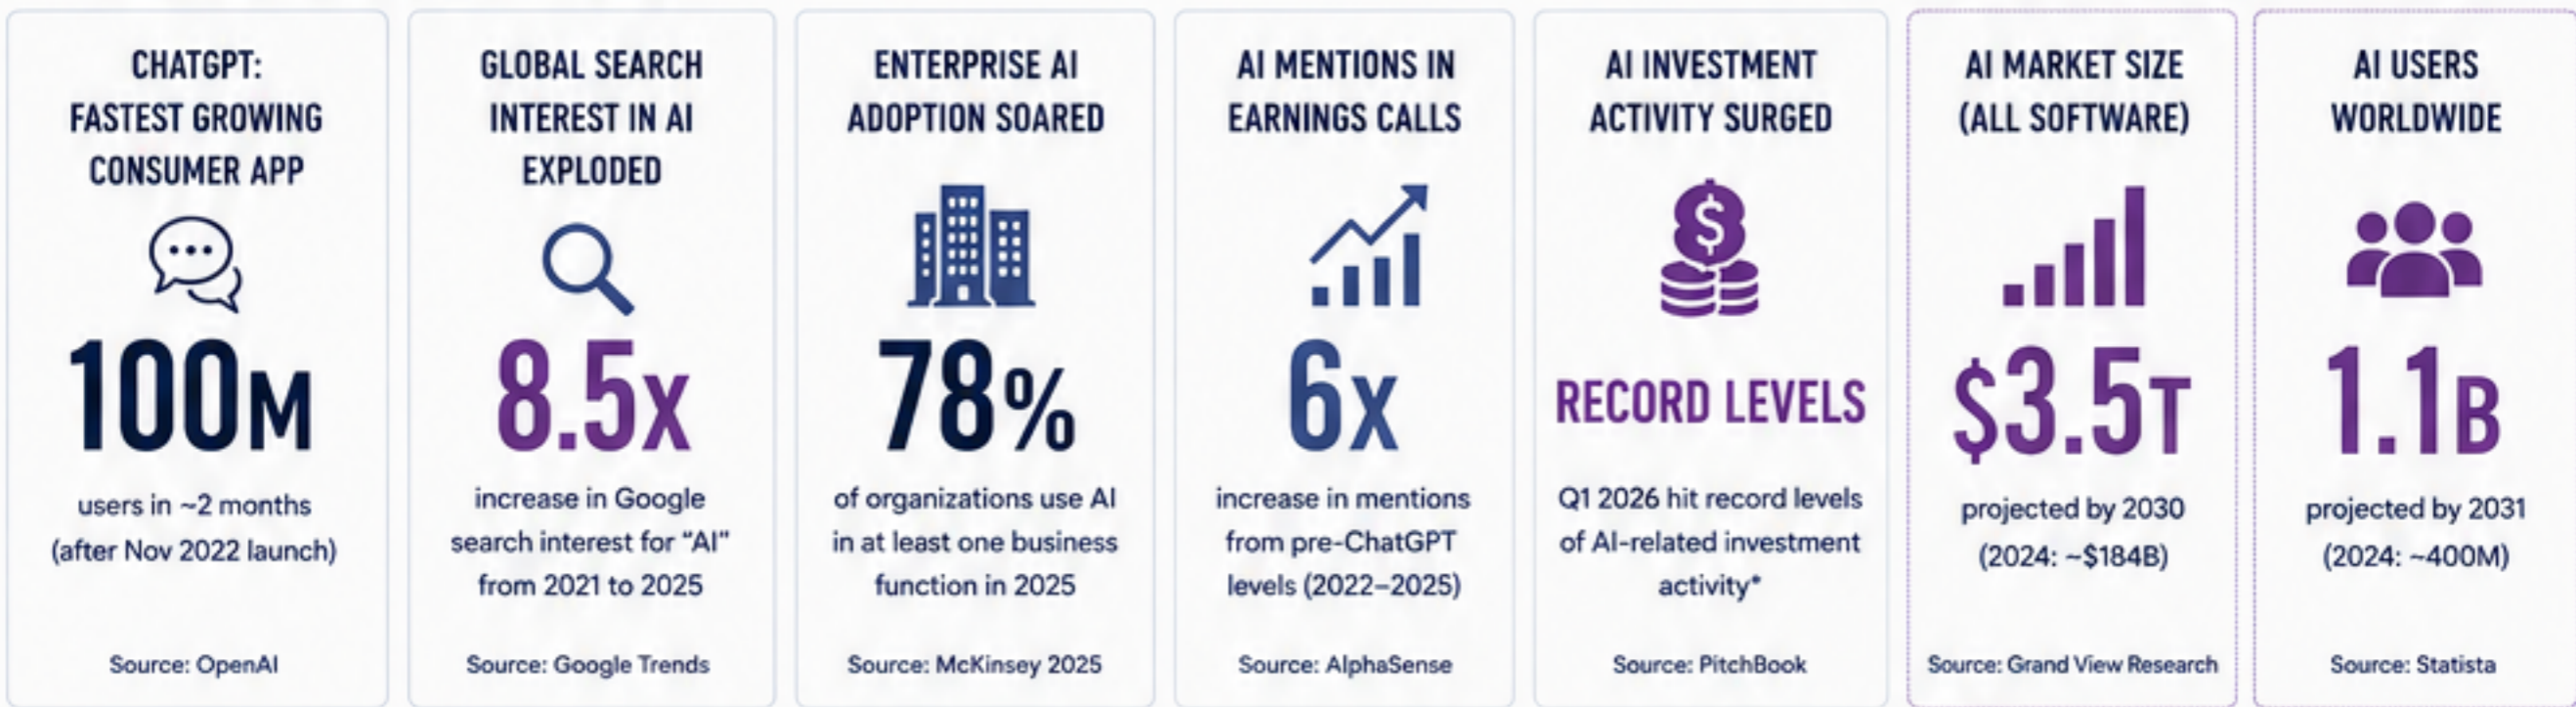 CHATGPT:
FASTEST GROWING
CONSUMER APP
100M
users in ~2 months
(after Nov 2022 launch)
Source: OpenAI
GLOBAL SEARCH
INTEREST IN AI
EXPLODED
8.5X
increase in Google
search interest for “AI”
from 2021 to 2025
Source: Google Trends
ENTERPRISE AI
ADOPTION SOARED
78%
of organizations use AI
in at least one business
function in 2025
Source: McKinsey 2025
AI MENTIONS IN
EARNINGS CALLS
6X
increase in mentions
from pre-ChatGPT
levels (2022–2025)
Source: AlphaSense
AI INVESTMENT
ACTIVITY SURGED
$
RECORD LEVELS
Q1 2026 hit record levels
of AI-related investment
activity*
Source: PitchBook
AI MARKET SIZE
(ALL SOFTWARE)
$3.5T
projected by 2030
(2024: ~$184B)
Source: Grand View Research
AI USERS
WORLDWIDE
1.1B
projected by 2031
(2024: ~400M)
Source: Statista